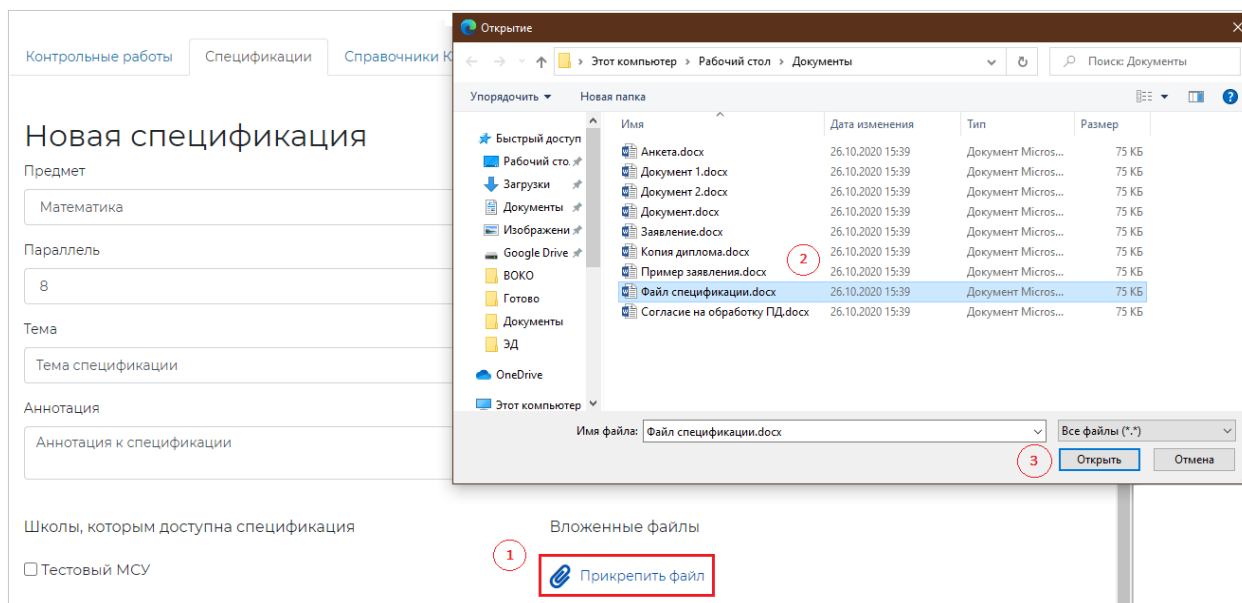 Контрольные работы
Спецификации
Справочники К
Новая спецификация
Предмет
Математика
Параллель
8
Тема
Тема спецификации
Аннотация
Аннотация к спецификации
Школы, которым доступна спецификация
Тестовый МСУ
Вложенные файлы
1
Прикрепить файл
Открытие
Этот компьютер › Рабочий стол › Документы
Поиск: Документы
Упорядочить
Новая папка
Быстрый доступ
Рабочий сто.
Загрузки
Документы
Изображени
Google Drive
ВОКО
Готово
Документы
ЭД
OneDrive
Этот компьютер
Имя Дата изменения Тип Размер
Анкета.docx 26.10.2020 15:39 Документ Micros... 75 КБ
Документ 1.docx 26.10.2020 15:39 Документ Micros... 75 КБ
Документ 2.docx 26.10.2020 15:39 Документ Micros... 75 КБ
Документ.docx 26.10.2020 15:39 Документ Micros... 75 КБ
Заявление.docx 26.10.2020 15:39 Документ Micros... 75 КБ
Копия диплома.docx 26.10.2020 15:39 Документ Micros... 75 КБ
2
Пример заявления.docx 26.10.2020 15:39 Документ Micros... 75 КБ
Файл спецификации.docx 26.10.2020 15:39 Документ Micros... 75 КБ
Согласие на обработку ПД.docx 26.10.2020 15:39 Документ Micros... 75 КБ
Имя файла: Файл спецификации.docx Все файлы (*.*)
3
Открыть Отмена